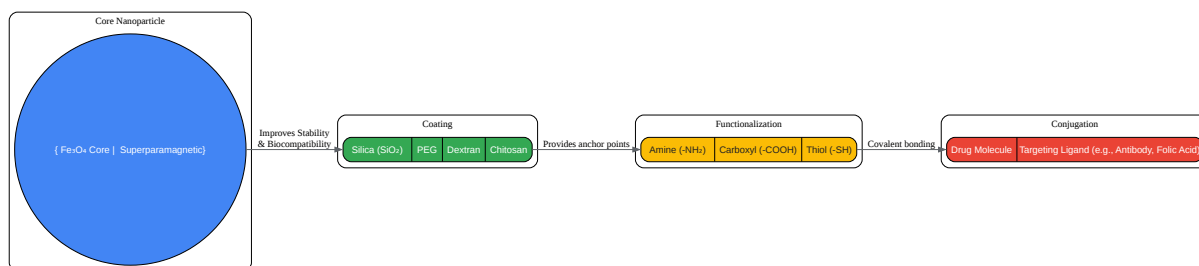 Core Nanoparticle
{ Fe₃O₄ Core |  Superparamagnetic}
Improves Stability
& Biocompatibility
Coating
Silica (SiO₂)
PEG
Dextran
Chitosan
Provides anchor points
Functionalization
Amine (-NH₂)
Carboxyl (-COOH)
Thiol (-SH)
Covalent bonding
Conjugation
Drug Molecule
Targeting Ligand (e.g., Antibody, Folic Acid)